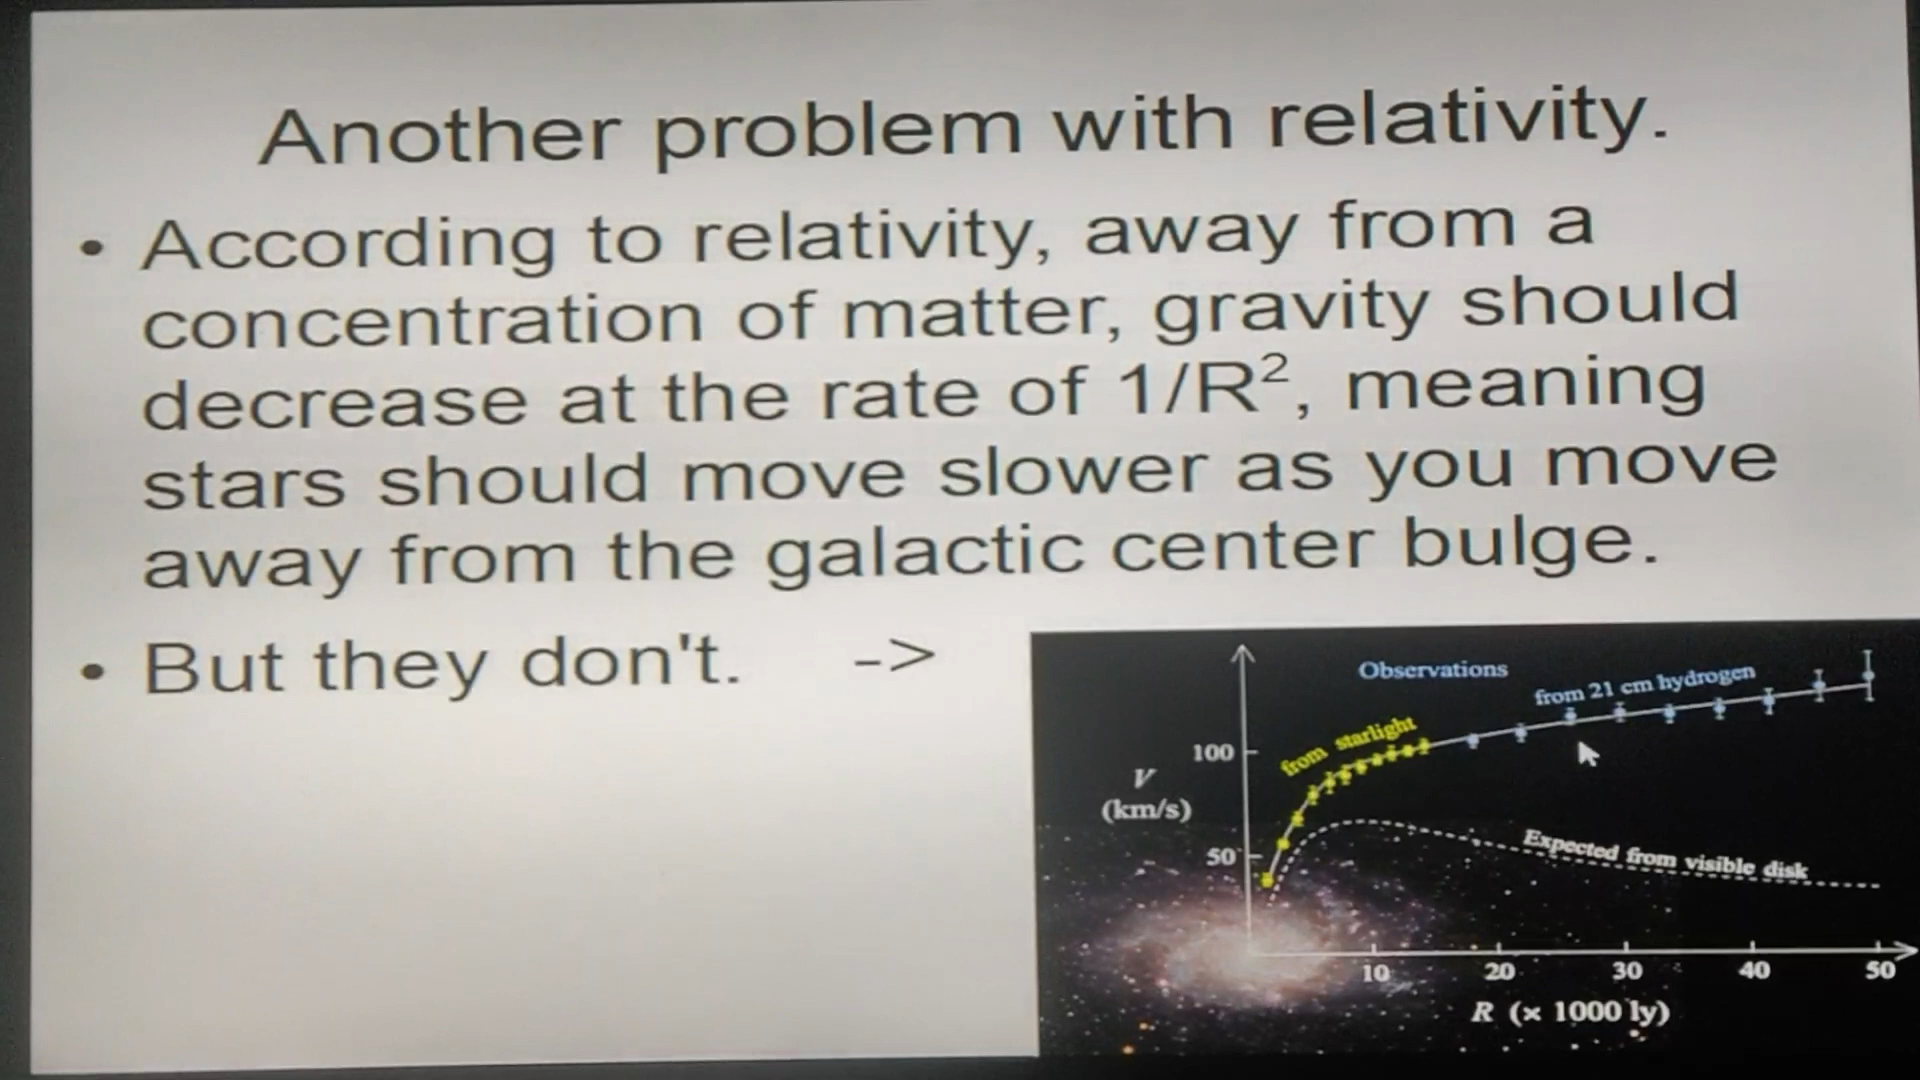 Another problem with relativity.
• According to relativity, away from a
concentration of matter, gravity should
decrease at the rate of 1/R², meaning
stars should move slower as you move
away from the galactic center bulge.
• But they don't. ->
Observations
from 21 cm hydrogen
from starlight
100
V
(km/s)
50
Expected from visible disk
10 20 30 40 50
R (x 1000 ly)